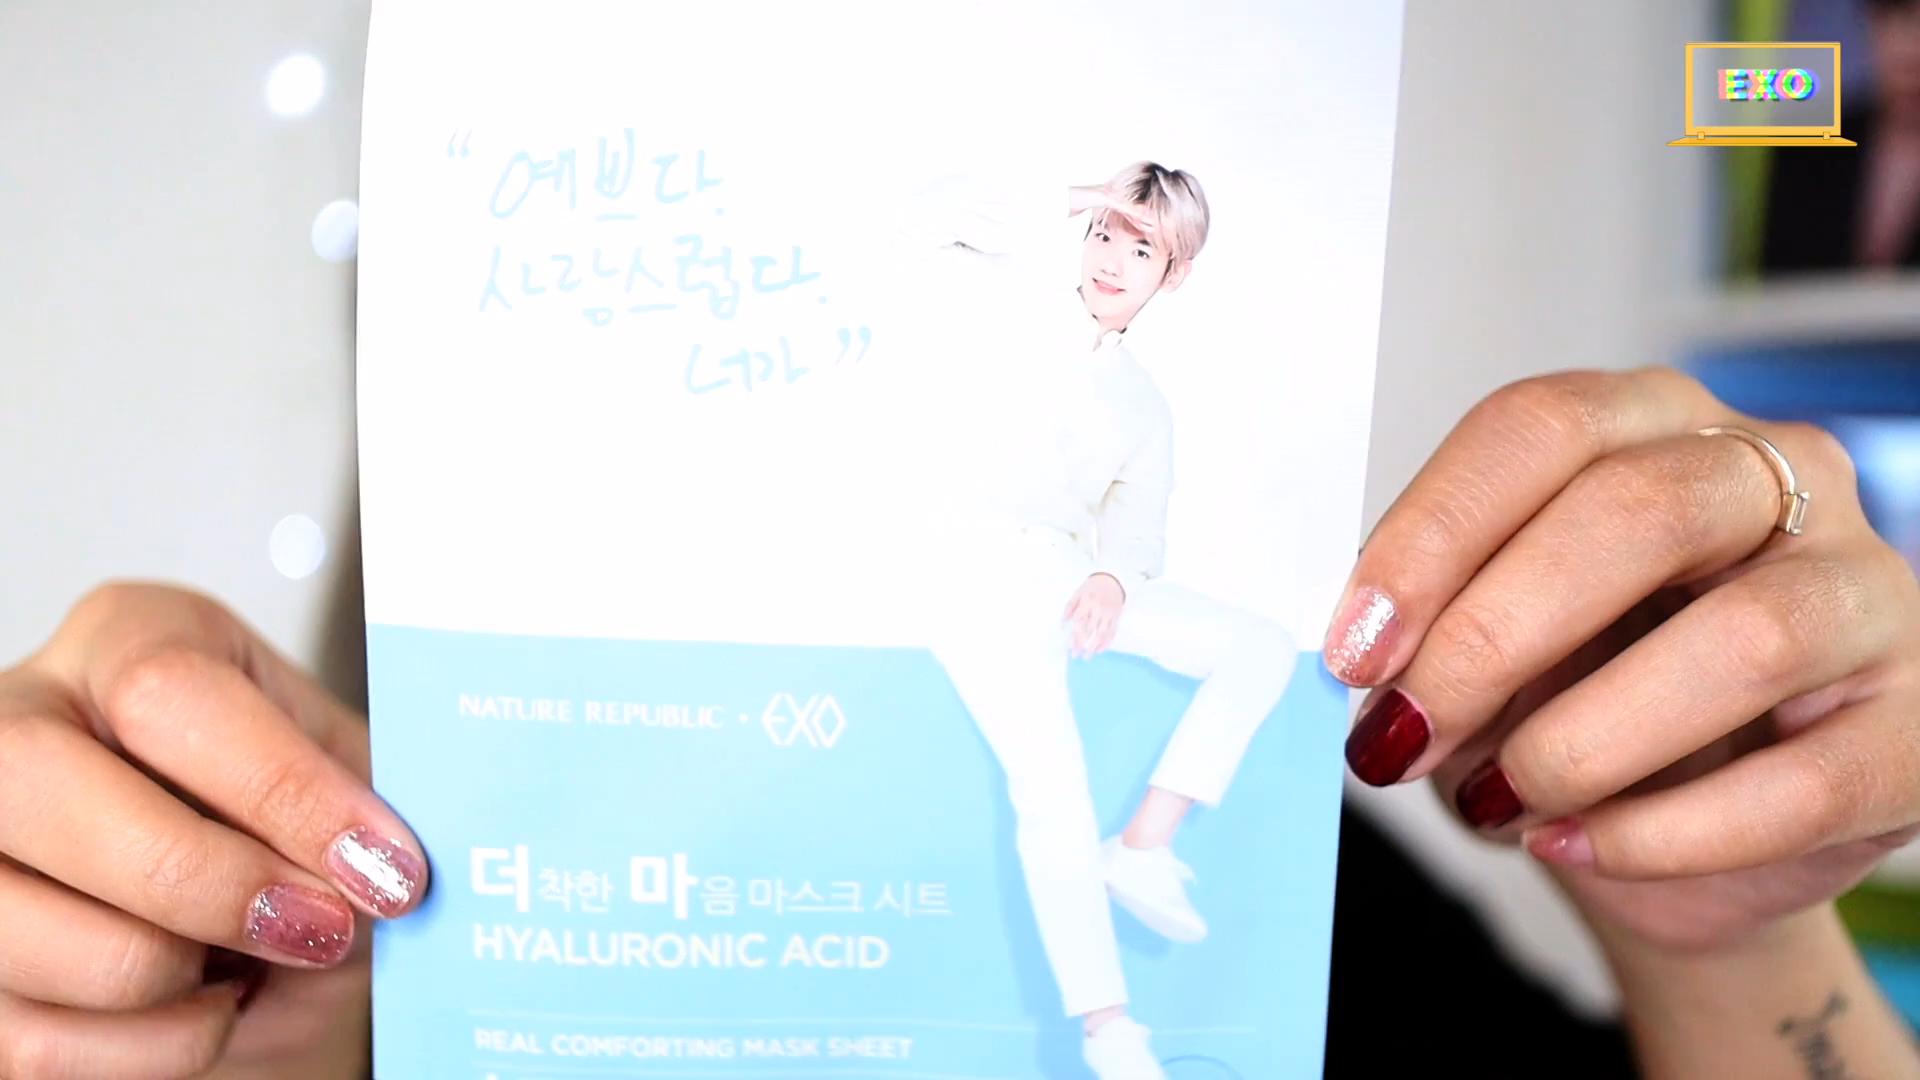 EXO
“예쁘다.
사랑스럽다.
너가”
NATURE REPUBLIC · EXO
더 착한 마음 마스크 시트
HYALURONIC ACID
REAL COMFORTING MASK SHEET